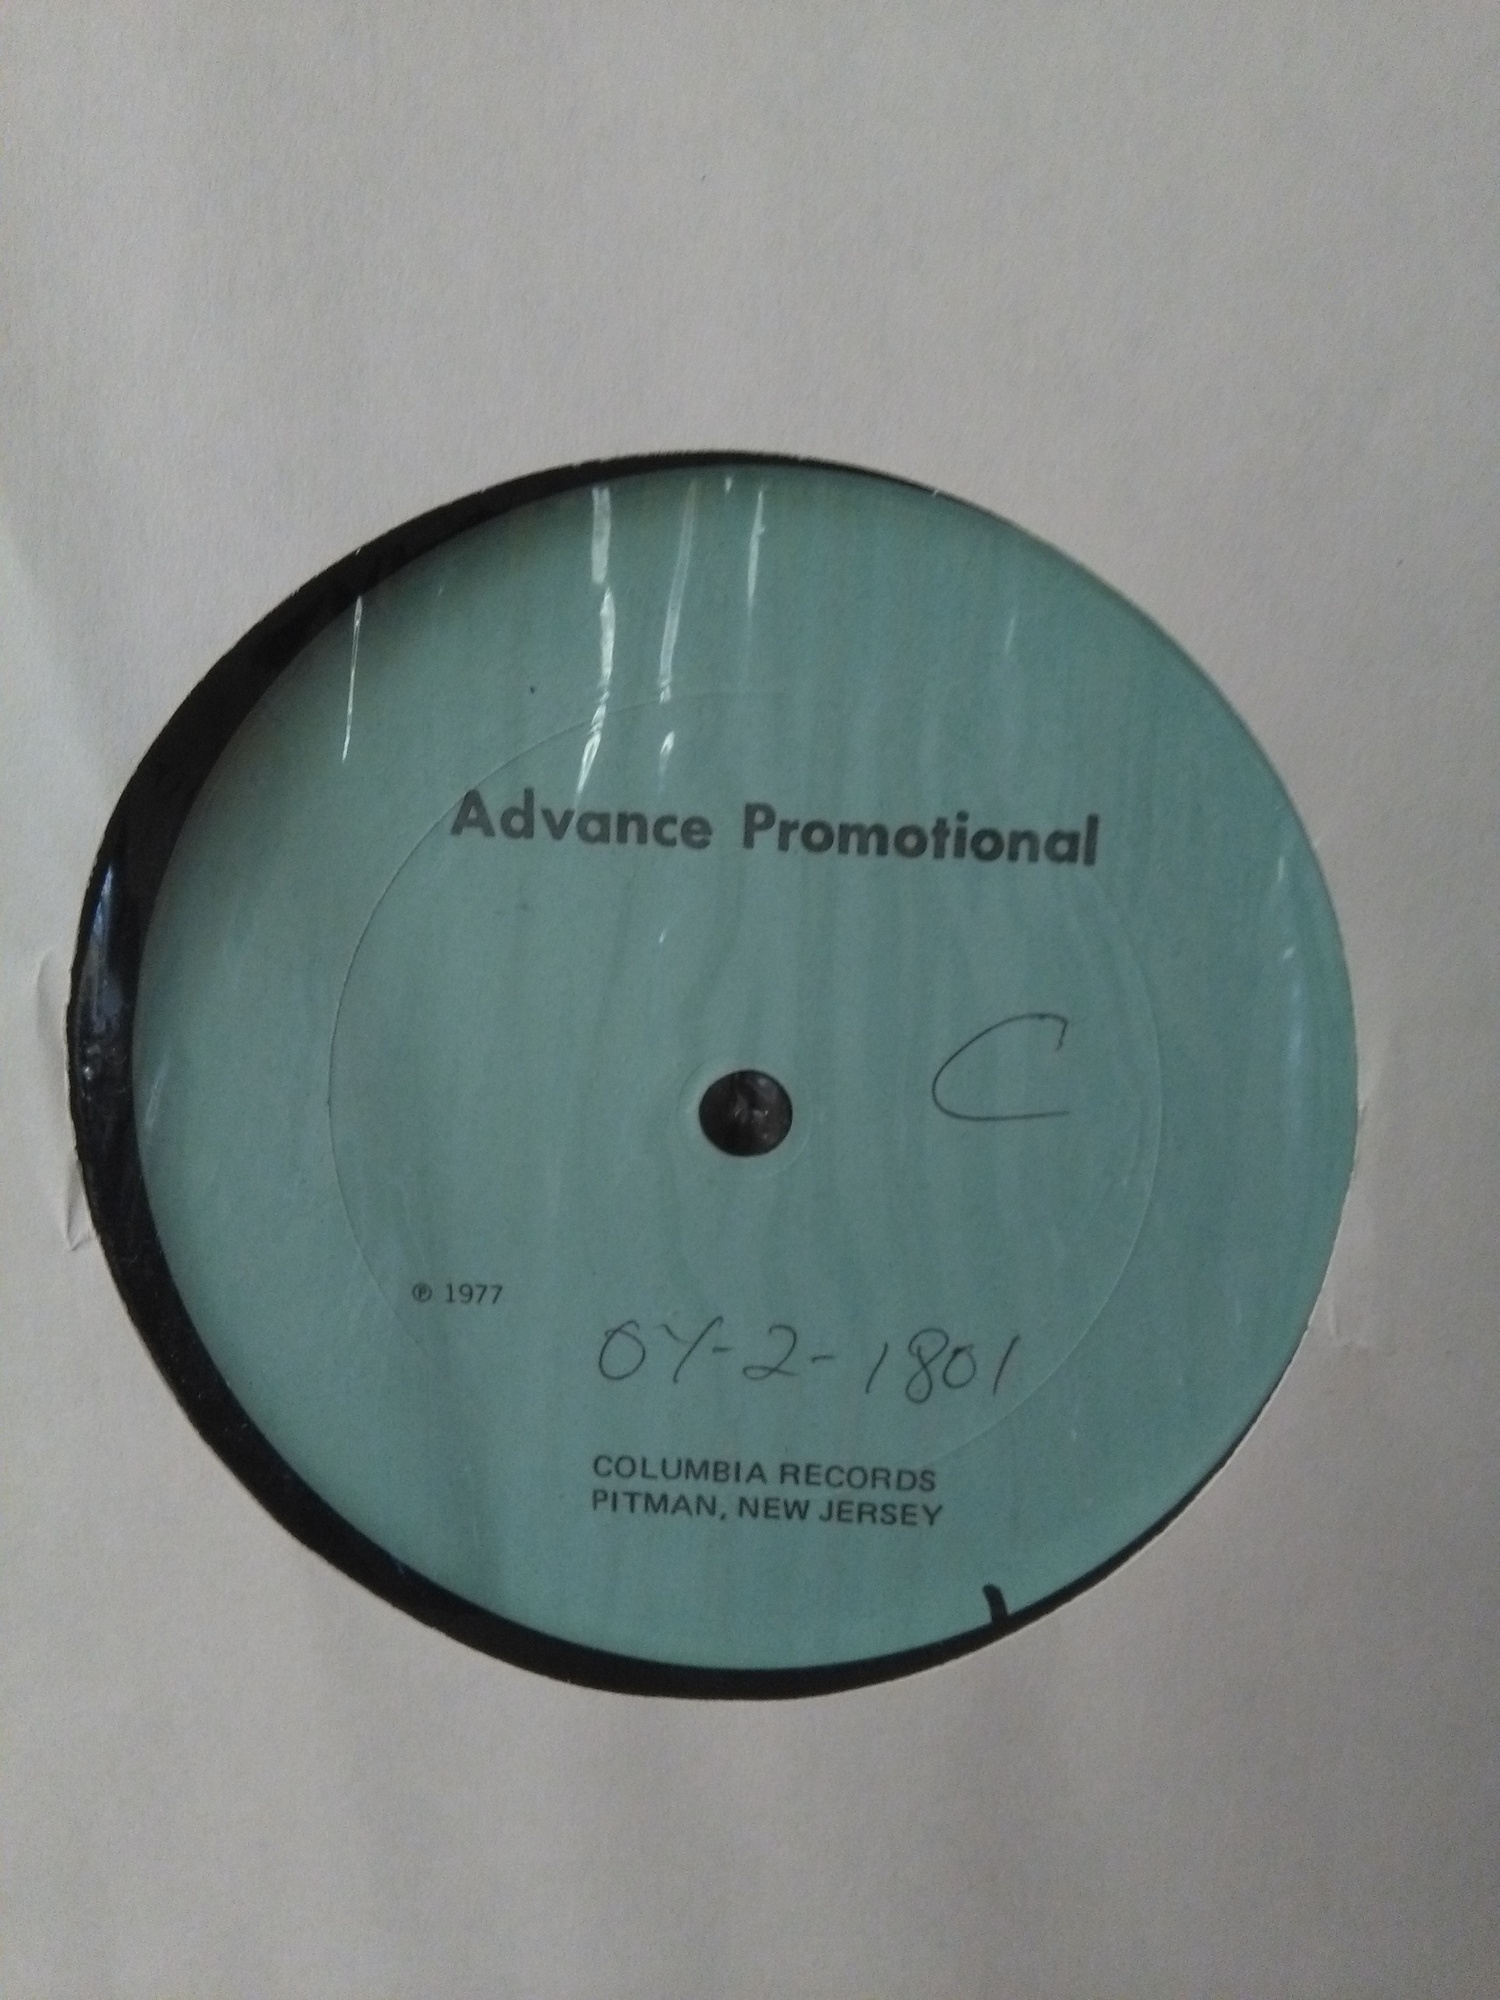 Advance Promotional
C
℗ 1977
OY-2-1801
COLUMBIA RECORDS
PITMAN, NEW JERSEY